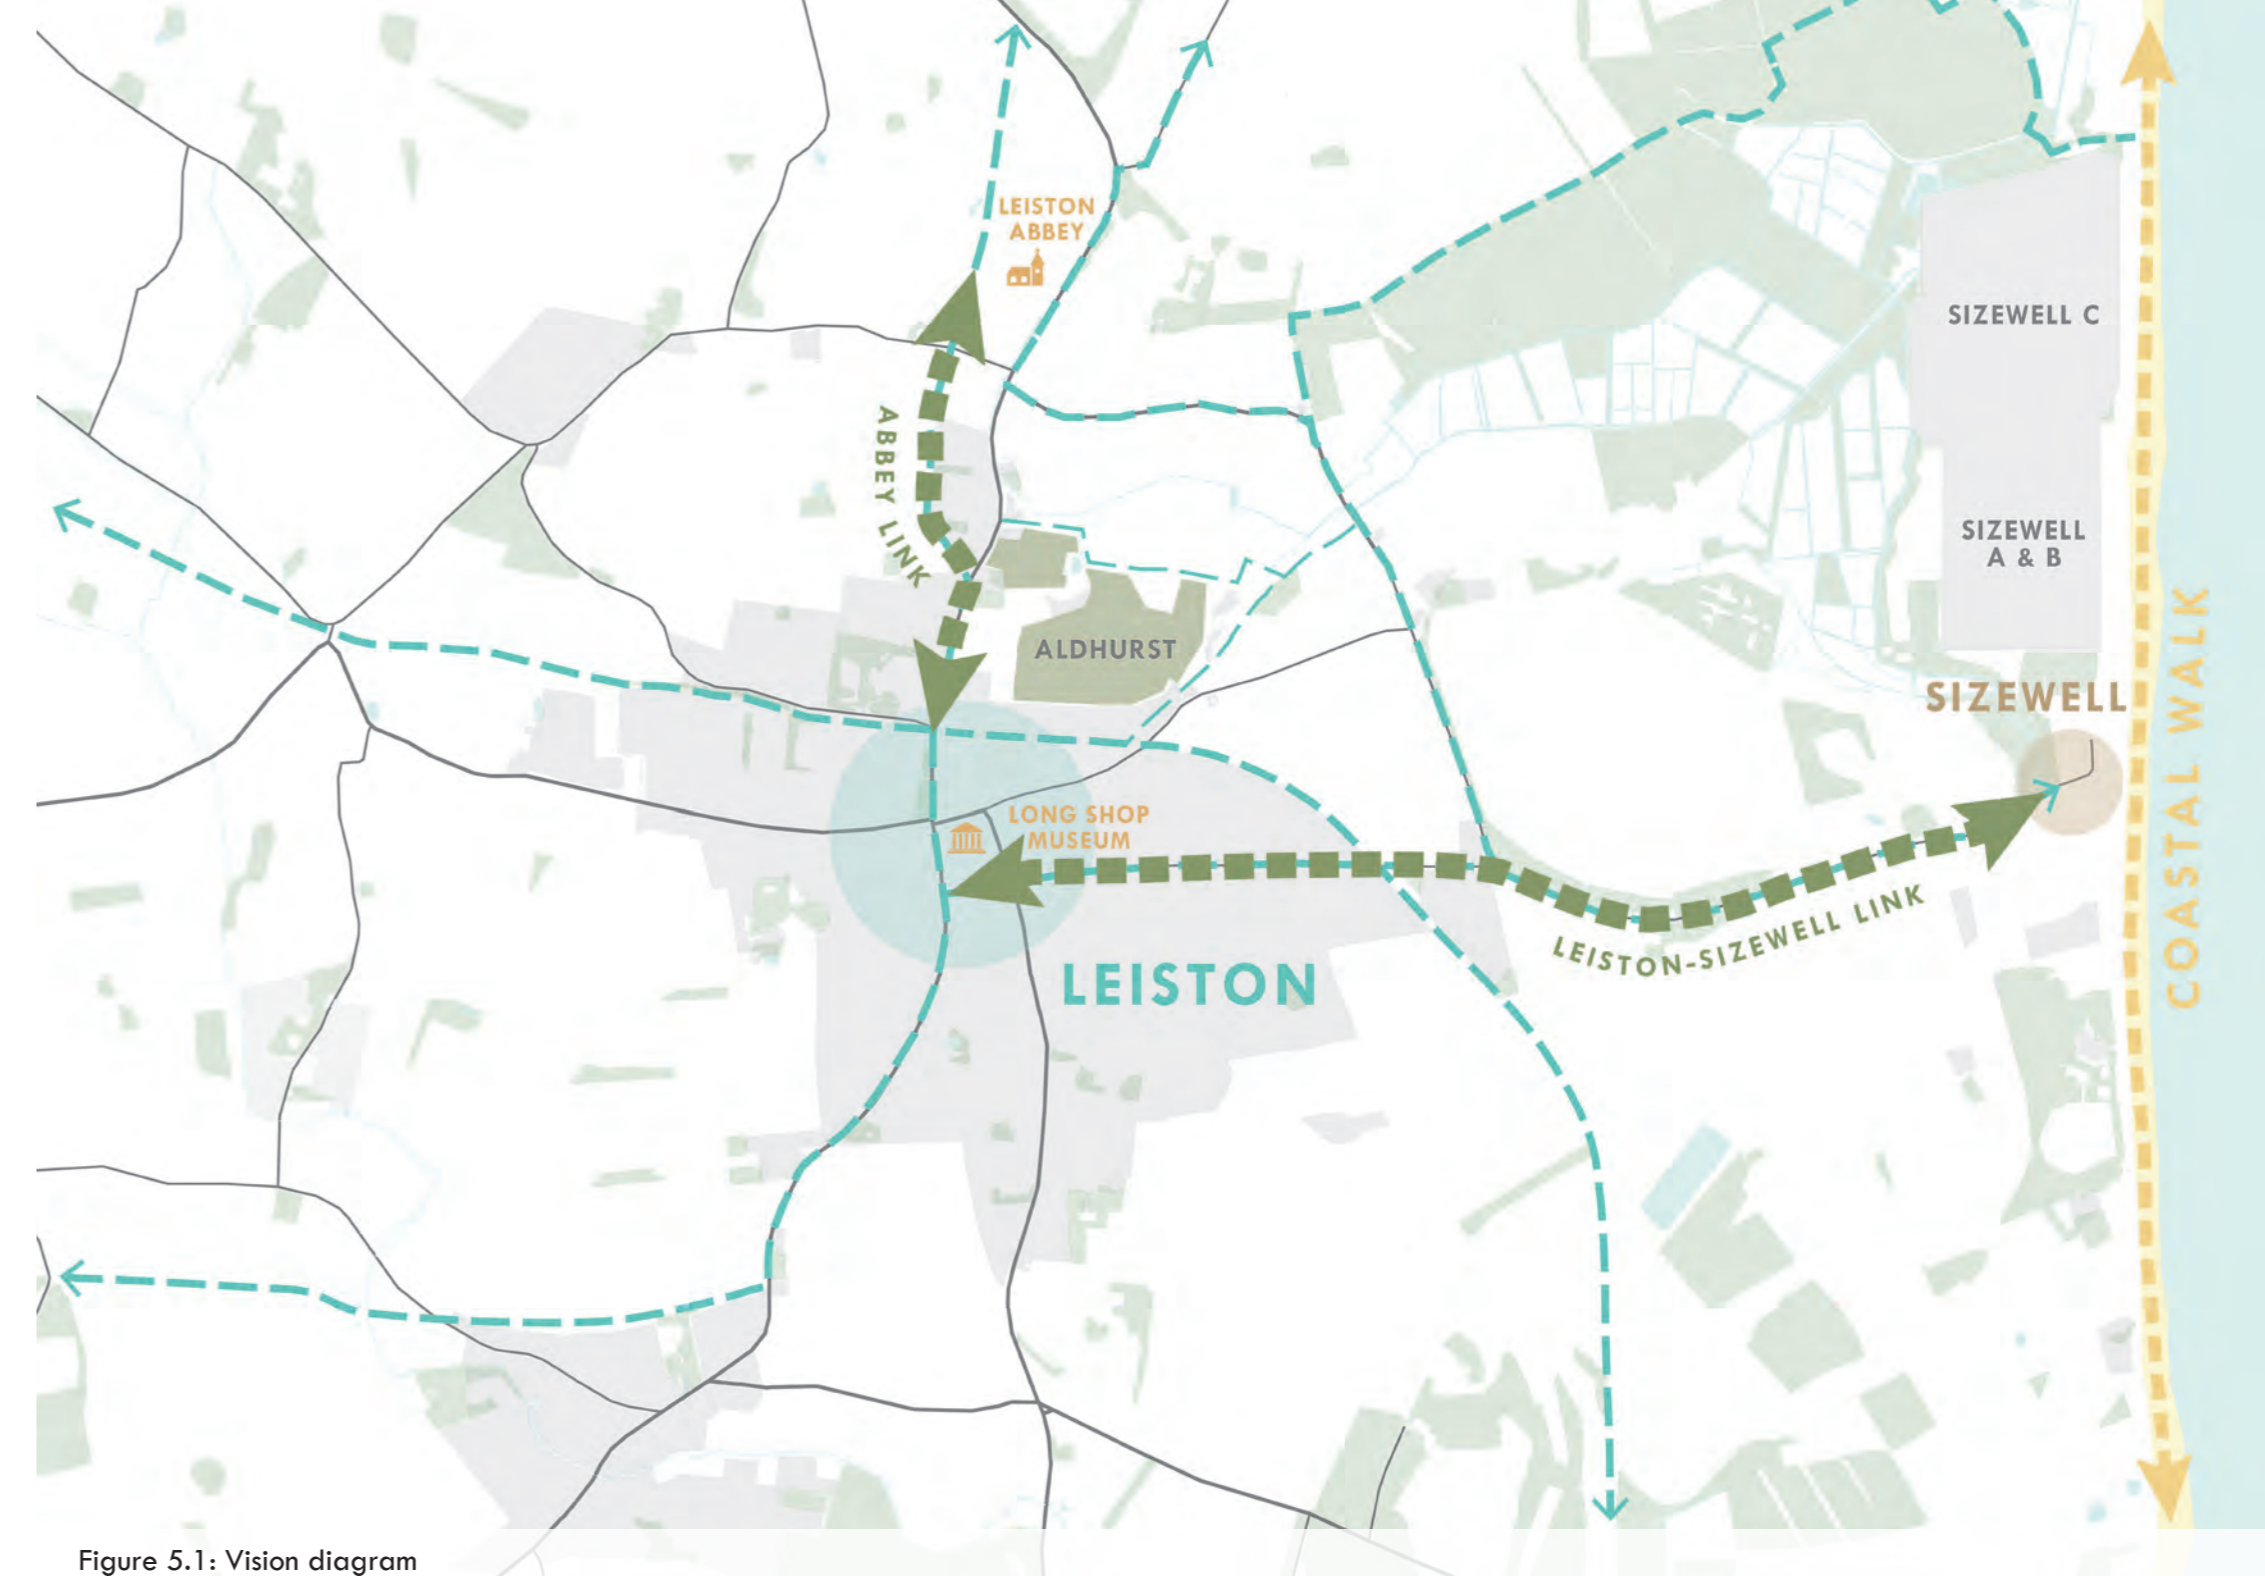 LEISTON
ABBEY
SIZEWELL C
ABBEY LINK
SIZEWELL
A & B
ALDHURST
SIZEWELL
COASTAL WALK
LONG SHOP
MUSEUM
LEISTON-SIZEWELL LINK
LEISTON
Figure 5.1: Vision diagram